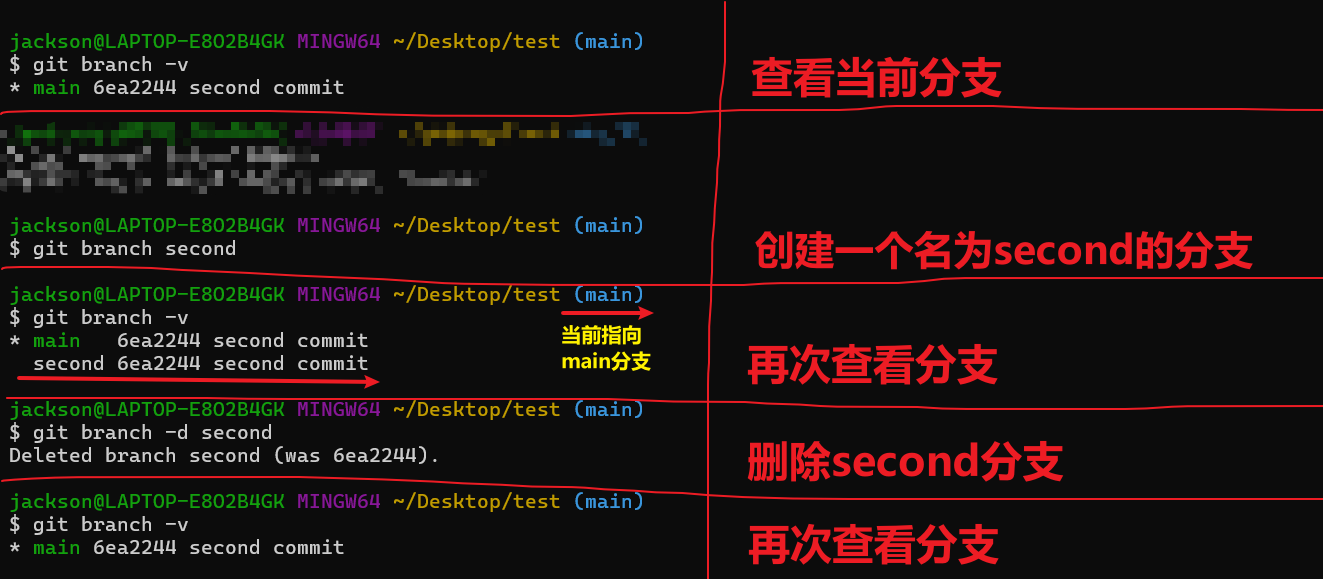 jackson@LAPTOP-E8O2B4GK MINGW64 ~/Desktop/test (main)
$ git branch -v
* main 6ea2244 second commit
查看当前分支
jackson@LAPTOP-E8O2B4GK MINGW64 ~/Desktop/test (main)
$ git branch second
创建一个名为second的分支
jackson@LAPTOP-E8O2B4GK MINGW64 ~/Desktop/test (main)
$ git branch -v
* main   6ea2244 second commit
  second 6ea2244 second commit
当前指向
main分支
再次查看分支
jackson@LAPTOP-E8O2B4GK MINGW64 ~/Desktop/test (main)
$ git branch -d second
Deleted branch second (was 6ea2244).
删除second分支
jackson@LAPTOP-E8O2B4GK MINGW64 ~/Desktop/test (main)
$ git branch -v
* main 6ea2244 second commit
再次查看分支